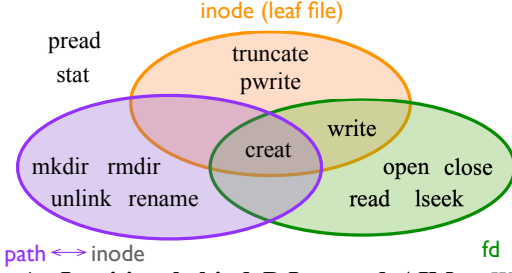 inode (leaf file)
pread
stat
truncate
pwrite
write
creat
mkdir rmdir
unlink rename
open close
read lseek
path ⟷ inode
fd